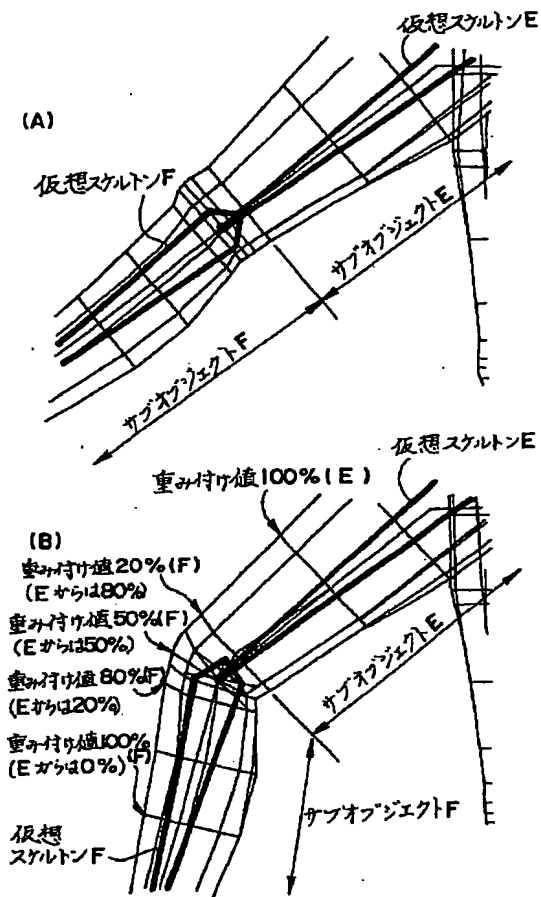 仮想スケルトンE
(A)
仮想スケルトンF
サブオブジェクトE
サブオブジェクトF
仮想スケルトンE
重み付け値100%(E)
(B)
重み付け値20%(F)
(Eからは80%)
重み付け値50%(F)
(Eからは50%)
重み付け値80%(F)
(Eからは20%)
重み付け値100%(F)
(Eからは0%)
サブオブジェクトE
サブオブジェクトF
仮想
スケルトンF